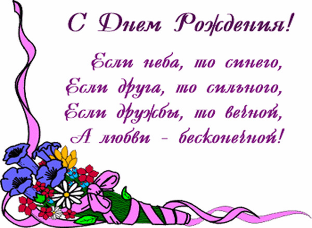 С Днем Рождения!
Если неба, то синего,
Если друга, то сильного,
Если дружбы, то вечной,
А любви - бесконечной!